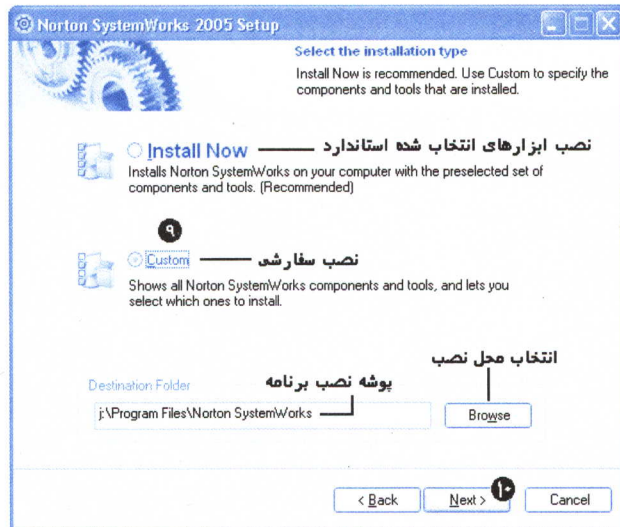 Norton SystemWorks 2005 Setup
Select the installation type
Install Now is recommended. Use Custom to specify the
components and tools that are installed.
Install Now
نصب ابزارهای انتخاب شده استاندارد
Installs Norton SystemWorks on your computer with the preselected set of
components and tools. (Recommended)
۹
Custom
نصب سفارشی
Shows all Norton SystemWorks components and tools, and lets you
select which ones to install.
انتخاب محل نصب
Destination Folder
پوشه نصب برنامه
j:\Program Files\Norton SystemWorks
Browse
< Back
Next >
۱۰
Cancel